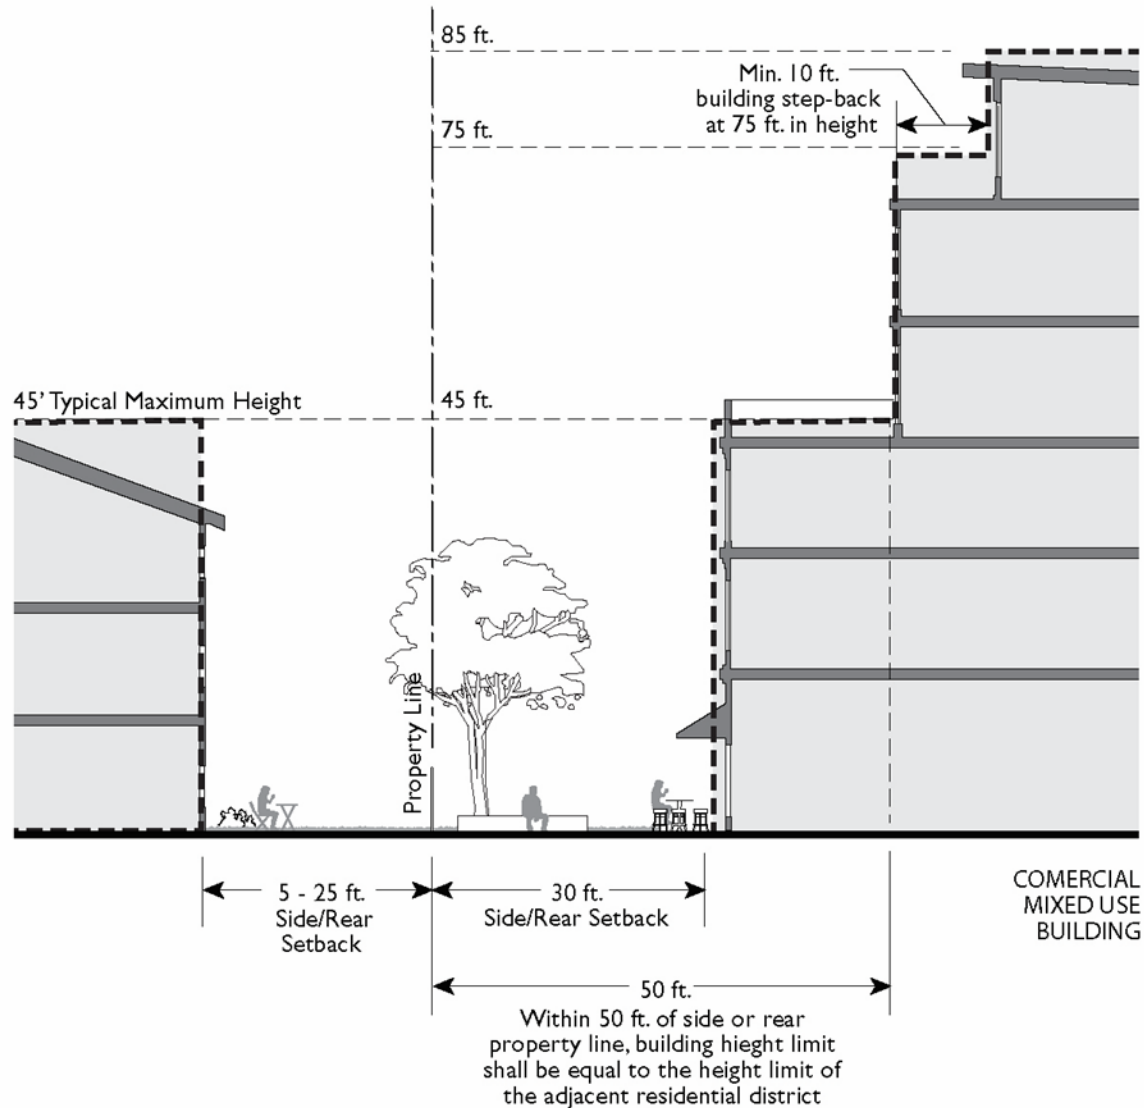 85 ft.
Min. 10 ft.
building step-back
at 75 ft. in height
75 ft.
45' Typical Maximum Height
45 ft.
Property Line
5 - 25 ft.
Side/Rear
Setback
30 ft.
Side/Rear Setback
COMERCIAL
MIXED USE
BUILDING
50 ft.
Within 50 ft. of side or rear
property line, building hieght limit
shall be equal to the height limit of
the adjacent residential district